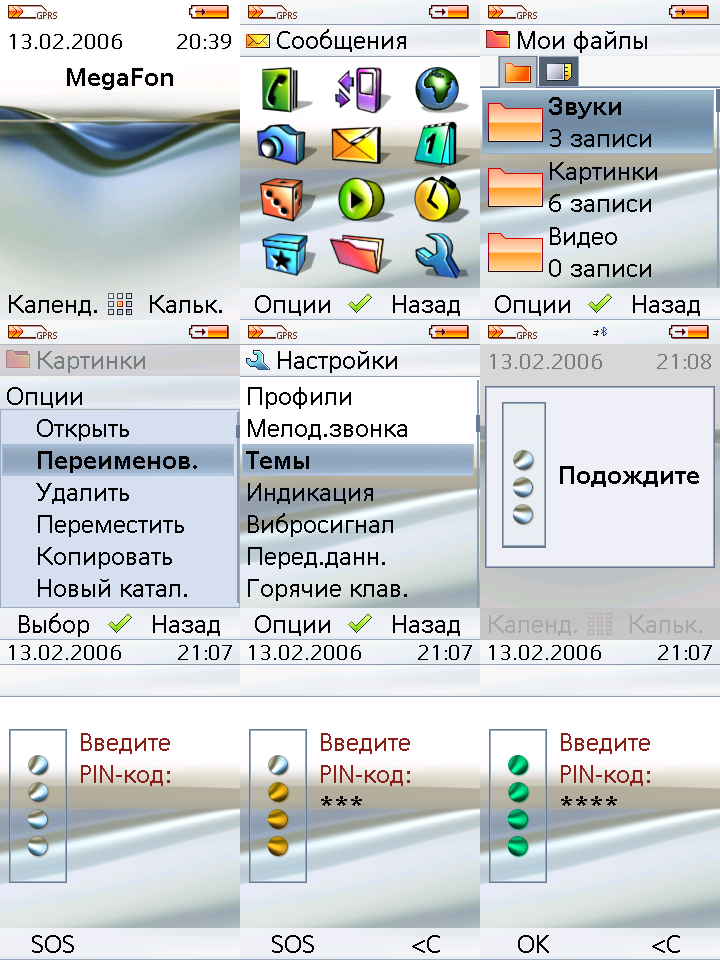 GPRS
13.02.2006 20:39
MegaFon
Календ. Кальк.
GPRS
Сообщения
1
Опции Назад
GPRS
Мои файлы
Звуки
3 записи
Картинки
6 записи
Видео
0 записи
Опции Назад
GPRS
Картинки
Опции
Открыть
Переименов.
Удалить
Переместить
Копировать
Новый катал.
Выбор Назад
GPRS
Настройки
Профили
Мелод.звонка
Темы
Индикация
Вибросигнал
Перед.данн.
Горячие клав.
Опции Назад
GPRS
13.02.2006 21:08
Подождите
Календ. Кальк.
13.02.2006 21:07
Введите
PIN-код:
SOS
13.02.2006 21:07
Введите
PIN-код:
***
SOS <C
13.02.2006 21:07
Введите
PIN-код:
****
OK <C